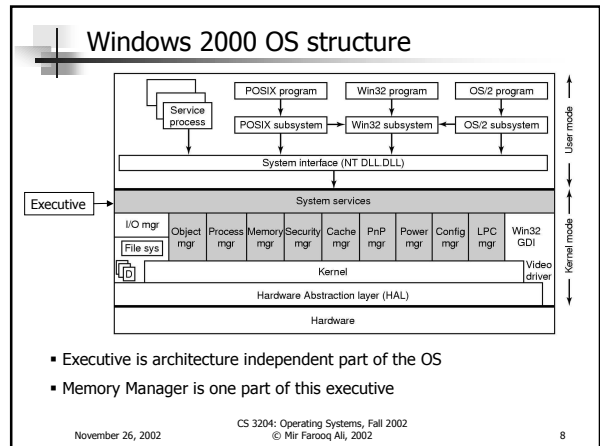 Windows 2000 OS structure
POSIX program
Win32 program
OS/2 program
Service
process
POSIX subsystem
Win32 subsystem
OS/2 subsystem
System interface (NT DLL.DLL)
User mode
Executive
System services
I/O mgr
File sys
Object
mgr
Process
mgr
Memory
mgr
Security
mgr
Cache
mgr
PnP
mgr
Power
mgr
Config
mgr
LPC
mgr
Win32
GDI
Kernel mode
D
Kernel
Video
driver
Hardware Abstraction layer (HAL)
Hardware
▪ Executive is architecture independent part of the OS
▪ Memory Manager is one part of this executive
November 26, 2002
CS 3204: Operating Systems, Fall 2002
© Mir Farooq Ali, 2002
8